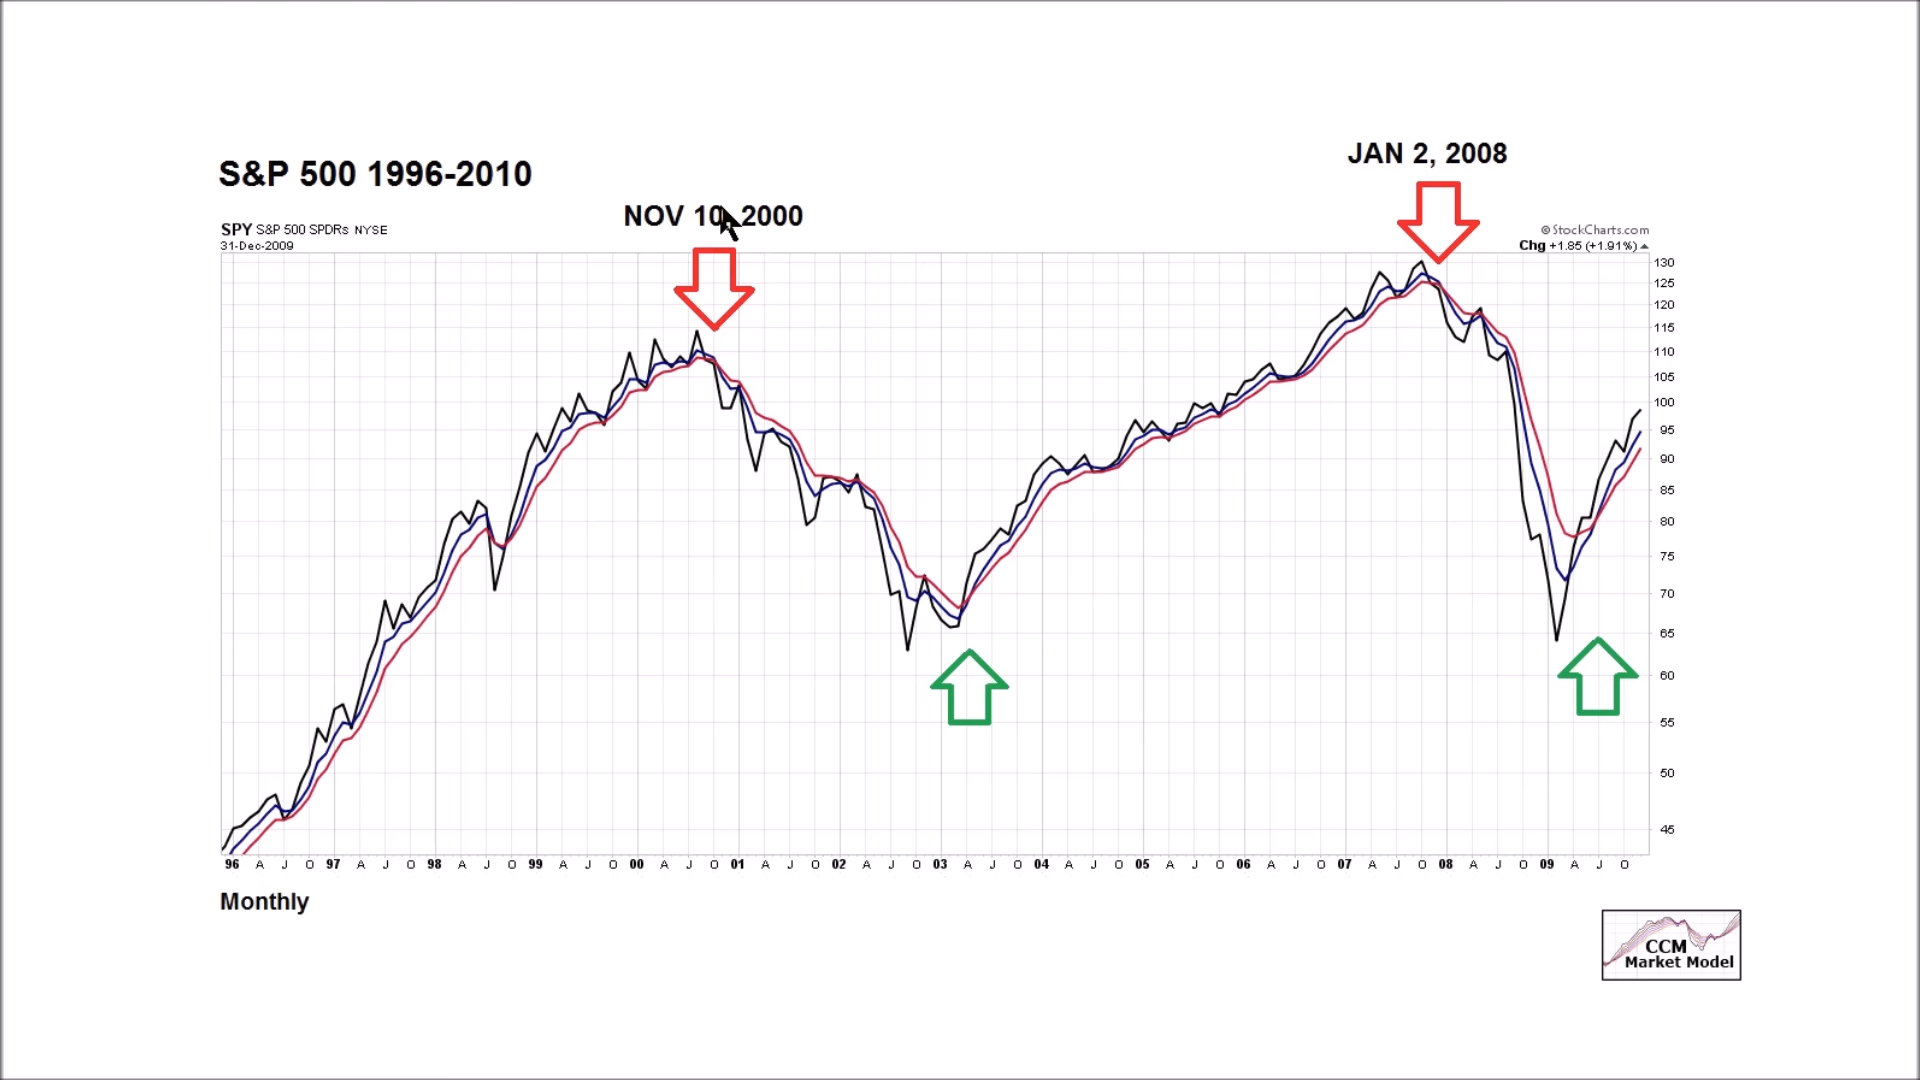 JAN 2, 2008
S&P 500 1996-2010
NOV 10, 2000
SPY S&P 500 SPDRs NYSE
© StockCharts.com
31-Dec-2009
Chg +1.85 (+1.91%)
130
125
120
115
110
105
100
95
90
85
80
75
70
65
60
55
50
45
96 A J O 97 A J O 98 A J O 99 A J O 00 A J O 01 A J O 02 A J O 03 A J O 04 A J O 05 A J O 06 A J O 07 A J O 08 A J O 09 A J O
Monthly
CCM
Market Model